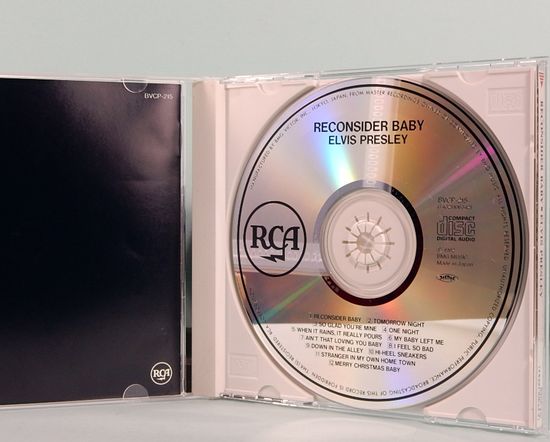 BVCP-215
RCA
RECONSIDER BABY
ELVIS PRESLEY
RCA
BVCP-215
COMPACT
disc
DIGITAL AUDIO
BMG MUSIC
Made in Japan
1 RECONSIDER BABY 2 TOMORROW NIGHT
3 SO GLAD YOU'RE MINE 4 ONE NIGHT
5 WHEN IT RAINS, IT REALLY POURS 6 MY BABY LEFT ME
7 AIN'T THAT LOVING YOU BABY 8 I FEEL SO BAD
9 DOWN IN THE ALLEY 10 HI-HEEL SNEAKERS
11 STRANGER IN MY OWN HOME TOWN
12 MERRY CHRISTMAS BABY
RECONSIDER BABY ELVIS PRESLEY